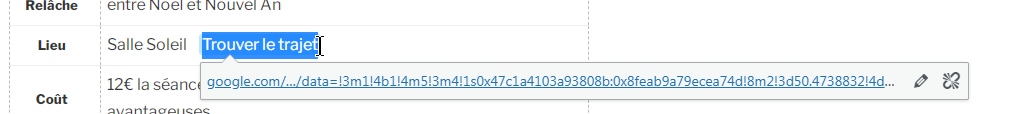 Relâche entre Noël et Nouvel An
Lieu Salle Soleil Trouver le trajet
google.com/.../data=!3m1!4b1!4m5!3m4!1s0x47c1a4103a93808b:0x8feab9a79ecea74d!8m2!3d50.4738832!4d...
Coût 12€ la séance
avantageuses